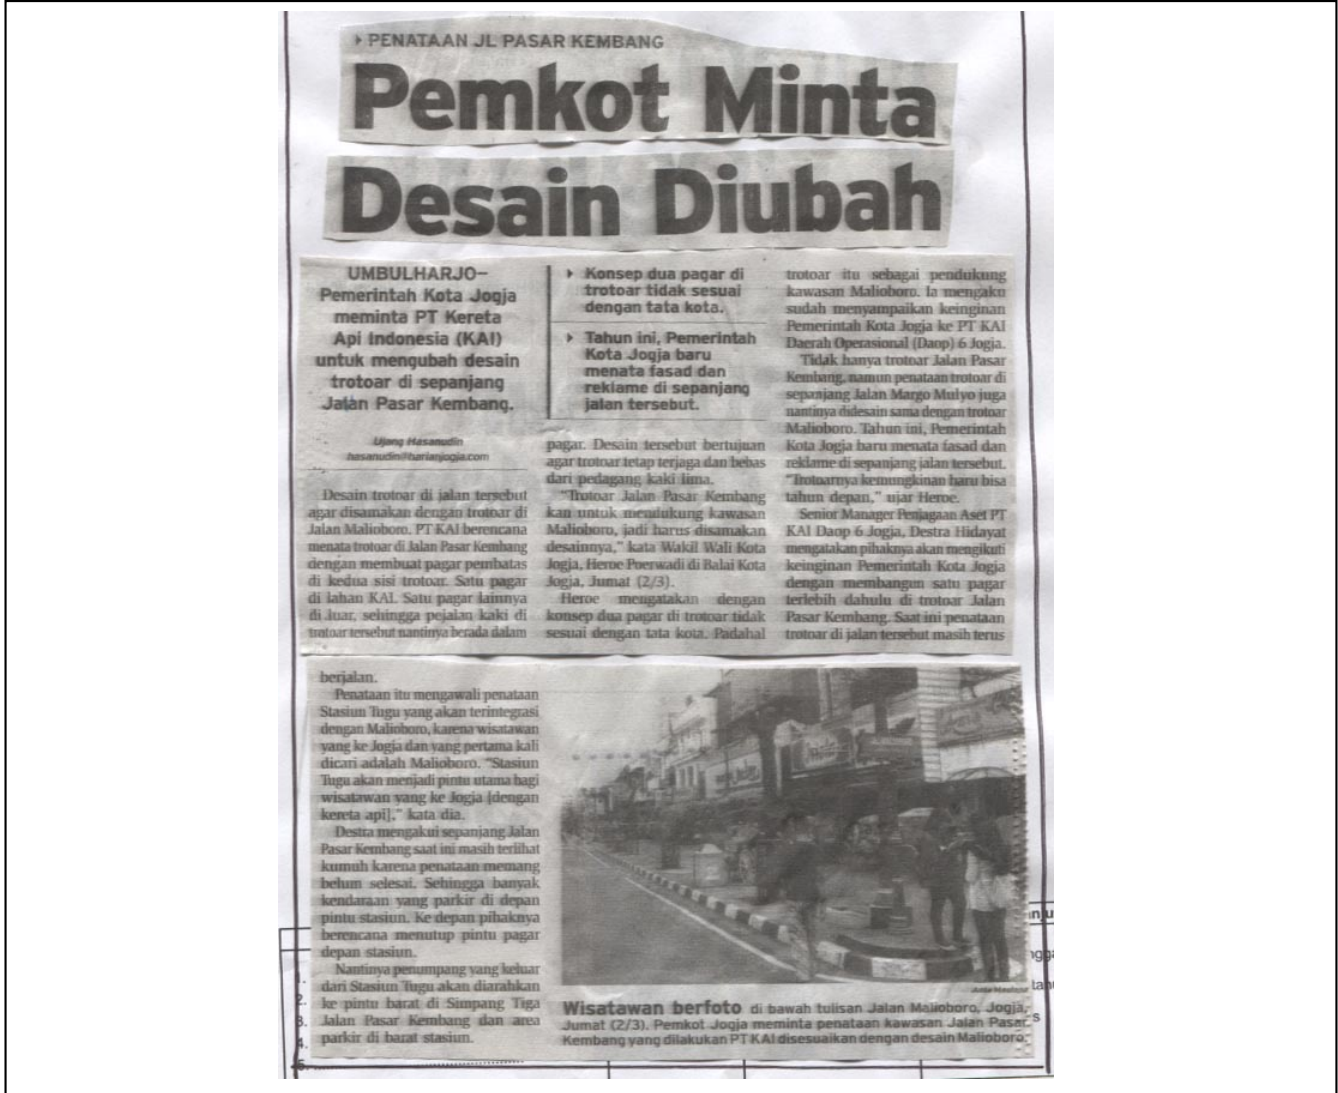 PENATAAN JL PASAR KEMBANG
Pemkot Minta
Desain Diubah
UMBULHARJO—
Pemerintah Kota Jogja
meminta PT Kereta
Api Indonesia (KAI)
untuk mengubah desain
trotoar di sepanjang
Jalan Pasar Kembang.
Ujang Hasanudin
hasanudin@harianjogja.com
Desain trotoar di jalan tersebut
agar disamakan dengan trotoar di
Jalan Malioboro. PT KAI berencana
menata trotoar di Jalan Pasar Kembang
dengan membuat pagar pembatas
di kedua sisi trotoar. Satu pagar
di lahan KAI. Satu pagar lainnya
di luar, sehingga pejalan kaki di
trotoar tersebut nantinya berada dalam
Konsep dua pagar di
trotoar tidak sesuai
dengan tata kota.
Tahun ini, Pemerintah
Kota Jogja baru
menata fasad dan
reklame di sepanjang
jalan tersebut.
pagar. Desain tersebut bertujuan
agar trotoar tetap terjaga dan bebas
dari pedagang kaki lima.
"Trotoar Jalan Pasar Kembang
kan untuk mendukung kawasan
Malioboro, jadi harus disamakan
desainnya," kata Wakil Wali Kota
Jogja, Heroe Poerwadi di Balai Kota
Jogja, Jumat (2/3).
Heroe mengatakan dengan
konsep dua pagar di trotoar tidak
sesuai dengan tata kota. Padahal
trotoar itu sebagai pendukung
kawasan Malioboro. Ia mengaku
sudah menyampaikan keinginan
Pemerintah Kota Jogja ke PT KAI
Daerah Operasional (Daop) 6 Jogja.
Tidak hanya trotoar Jalan Pasar
Kembang, namun penataan trotoar di
sepanjang Jalan Margo Mulyo juga
nantinya didesain sama dengan trotoar
Malioboro. Tahun ini, Pemerintah
Kota Jogja baru menata fasad dan
reklame di sepanjang jalan tersebut.
"Trotoarnya kemungkinan baru bisa
tahun depan," ujar Heroe.
Senior Manager Penjagaan Aset PT
KAI Daop 6 Jogja, Destra Hidayat
mengatakan pihaknya akan mengikuti
keinginan Pemerintah Kota Jogja
dengan membangun satu pagar
terlebih dahulu di trotoar Jalan
Pasar Kembang. Saat ini penataan
trotoar di jalan tersebut masih terus
berjalan.
Penataan itu mengawali penataan
Stasiun Tugu yang akan terintegrasi
dengan Malioboro, karena wisatawan
yang ke Jogja dan yang pertama kali
dicari adalah Malioboro. "Stasiun
Tugu akan menjadi pintu utama bagi
wisatawan yang ke Jogja [dengan
kereta api]," kata dia.
Destra mengakui sepanjang Jalan
Pasar Kembang saat ini masih terlihat
kumuh karena penataan memang
belum selesai. Sehingga banyak
kendaraan yang parkir di depan
pintu stasiun. Ke depan pihaknya
berencana menutup pintu pagar
depan stasiun.
Nantinya penumpang yang keluar
dari Stasiun Tugu akan diarahkan
ke pintu barat di Simpang Tiga
Jalan Pasar Kembang dan area
parkir di barat stasiun.
Wisatawan berfoto di bawah tulisan Jalan Malioboro, Jogja,
Jumat (2/3). Pemkot Jogja meminta penataan kawasan Jalan Pasar
Kembang yang dilakukan PT KAI disesuaikan dengan desain Malioboro.
1.
2.
3.
4.
5.